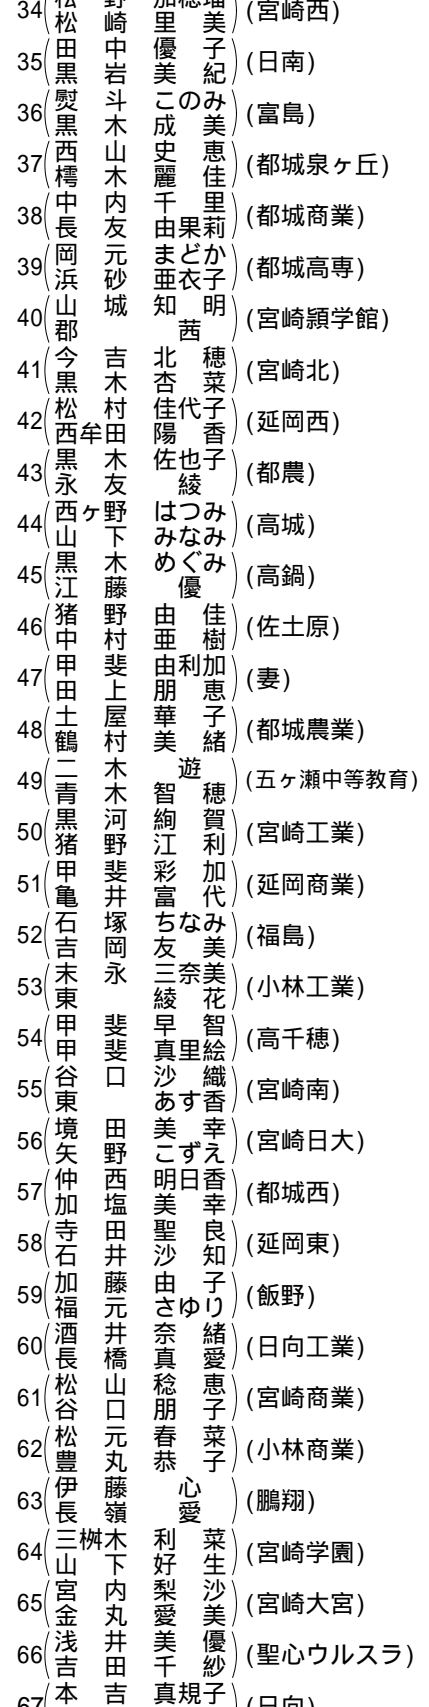 34 松 野 加穂瑠
松 崎 里 美 (宮崎西)
35 田 中 優 子
黒 岩 美 紀 (日南)
36 熨 斗 このみ
黒 木 成 美 (富島)
37 西 山 史 恵
樗 木 麗 佳 (都城泉ヶ丘)
38 中 内 千 里
長 友 由果莉 (都城商業)
39 岡 元 まどか
浜 砂 亜衣子 (都城高専)
40 山 城 知 明
郡 茜 (宮崎頴学館)
41 今 吉 北 穂
黒 木 杏 菜 (宮崎北)
42 松 村 佳代子
西牟田 陽 香 (延岡西)
43 黒 木 佐也子
永 友 綾 (都農)
44 西ヶ野 はつみ
山 下 みなみ (高城)
45 黒 木 めぐみ
江 藤 優 (高鍋)
46 猪 野 由 佳
中 村 亜 樹 (佐土原)
47 甲 斐 由利加
田 上 朋 恵 (妻)
48 土 屋 華 子
鶴 村 美 緒 (都城農業)
49 二 木 遊
青 木 智 穂 (五ヶ瀬中等教育)
50 黒 河 絢 賀
猪 野 江 利 (宮崎工業)
51 甲 斐 彩 加
亀 井 富 代 (延岡商業)
52 石 塚 ちなみ
吉 岡 友 美 (福島)
53 末 永 三奈美
東 綾 花 (小林工業)
54 甲 斐 早 智
甲 斐 真里絵 (高千穂)
55 谷 口 沙 織
東 あす香 (宮崎南)
56 境 田 美 幸
矢 野 こずえ (宮崎日大)
57 仲 西 明日香
加 塩 美 幸 (都城西)
58 寺 田 聖 良
石 井 沙 知 (延岡東)
59 加 藤 由 子
福 元 さゆり (飯野)
60 酒 井 奈 緒
長 橋 真 愛 (日向工業)
61 松 山 稔 恵
谷 口 朋 子 (宮崎商業)
62 松 元 春 菜
豊 丸 恭 子 (小林商業)
63 伊 藤 心
長 嶺 愛 (鵬翔)
64 三桝木 利 菜
山 下 好 生 (宮崎学園)
65 宮 内 梨 沙
金 丸 愛 美 (宮崎大宮)
66 浅 井 美 優
吉 田 千 紗 (聖心ウルスラ)
67 本 吉 真規子
(日向)